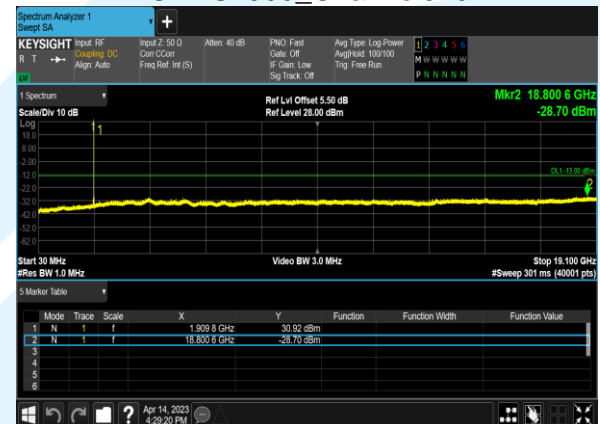 Spectrum Analyzer 1
Swept SA
+
KEYSIGHT Input: RF Input Z: 50 Ω Atten: 40 dB PNO: Fast Avg Type: Log-Power 1 2 3 4 5 6
R T Coupling: DC Corr CCorr Gate: Off Avg|Hold: 100/100 M W W W W W
Align: Auto Freq Ref: Int (S) IF Gain: Low Trig: Free Run
Sig Track: Off P N N N N N
1 Spectrum Ref Lvl Offset 5.50 dB Mkr2 18.800 6 GHz
Scale/Div 10 dB Ref Level 28.00 dBm -28.70 dBm
Log
18.0
1
8.00
-2.00
-12.0
DL1 -13.00 dBm
-22.0
2
-32.0
-42.0
-52.0
-62.0
Start 30 MHz Video BW 3.0 MHz Stop 19.100 GHz
#Res BW 1.0 MHz #Sweep 301 ms (40001 pts)
5 Marker Table
Mode Trace Scale X Y Function Function Width Function Value
1 N 1 f 1.909 8 GHz 30.92 dBm
2 N 1 f 18.800 6 GHz -28.70 dBm
3
4
5
6
? Apr 14, 2023
4:29:20 PM